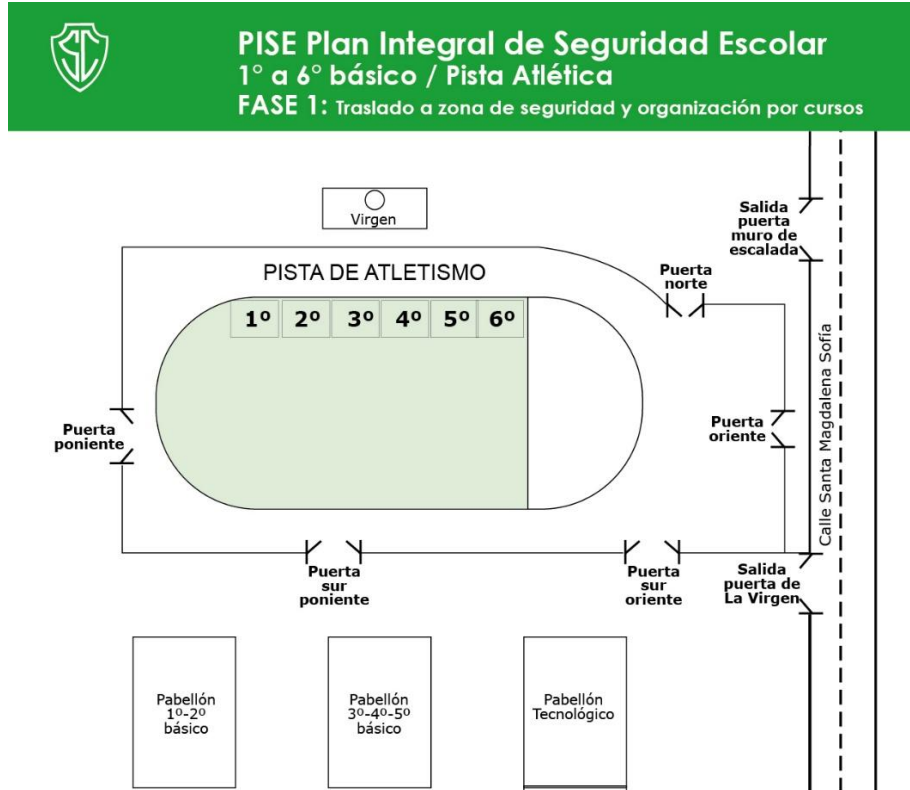 SC
PISE Plan Integral de Seguridad Escolar
1° a 6° básico / Pista Atlética
FASE 1: Traslado a zona de seguridad y organización por cursos
Virgen
Salida
puerta
muro de
escalada
PISTA DE ATLETISMO
Puerta
norte
1º 2º 3º 4º 5º 6º
Puerta
poniente
Puerta
oriente
Calle Santa Magdalena Sofía
Puerta
sur
poniente
Puerta
sur
oriente
Salida
puerta de
La Virgen
Pabellón
1º-2º
básico
Pabellón
3º-4º-5º
básico
Pabellón
Tecnológico